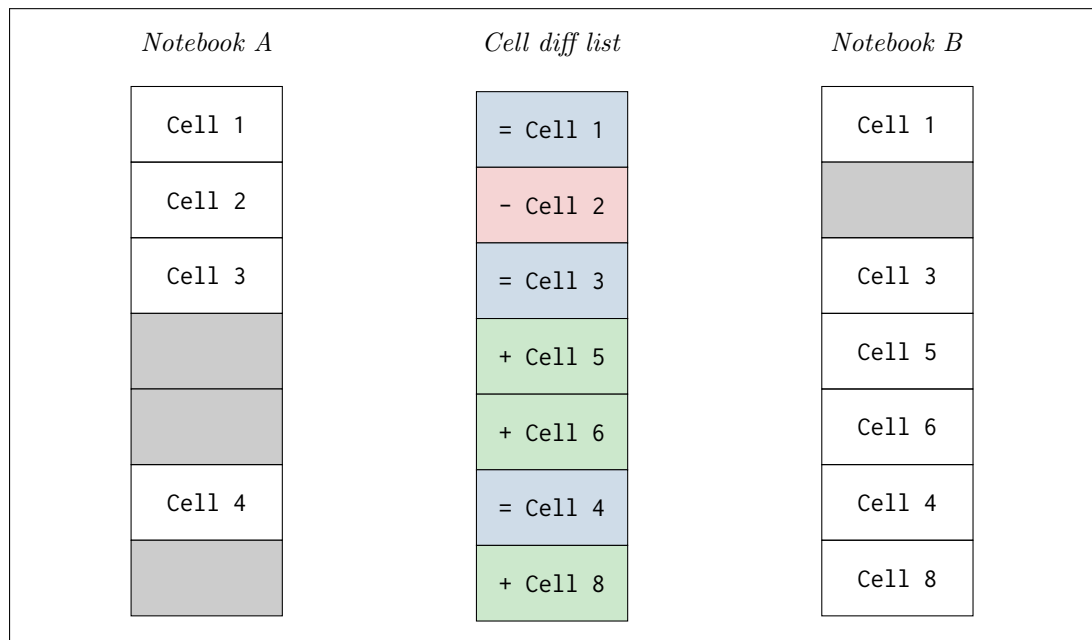 Notebook A
Cell diff list
Notebook B
Cell 1
= Cell 1
Cell 1
Cell 2
- Cell 2
Cell 3
= Cell 3
Cell 3
+ Cell 5
Cell 5
+ Cell 6
Cell 6
Cell 4
= Cell 4
Cell 4
+ Cell 8
Cell 8